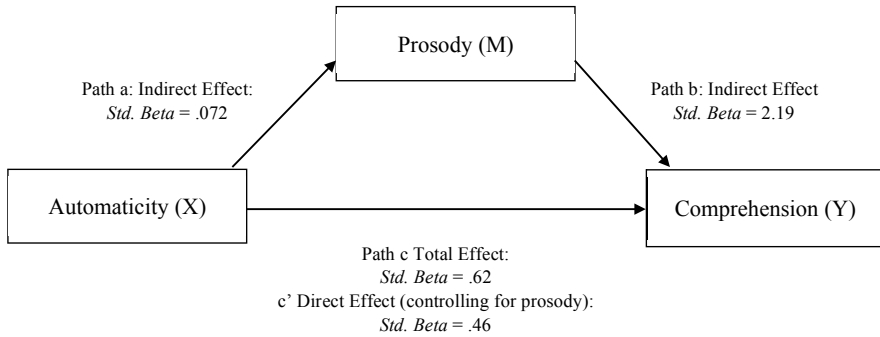 Prosody (M)
Path a: Indirect Effect:
Std. Beta = .072
Path b: Indirect Effect
Std. Beta = 2.19
Automaticity (X)
Comprehension (Y)
Path c Total Effect:
Std. Beta = .62
c' Direct Effect (controlling for prosody):
Std. Beta = .46